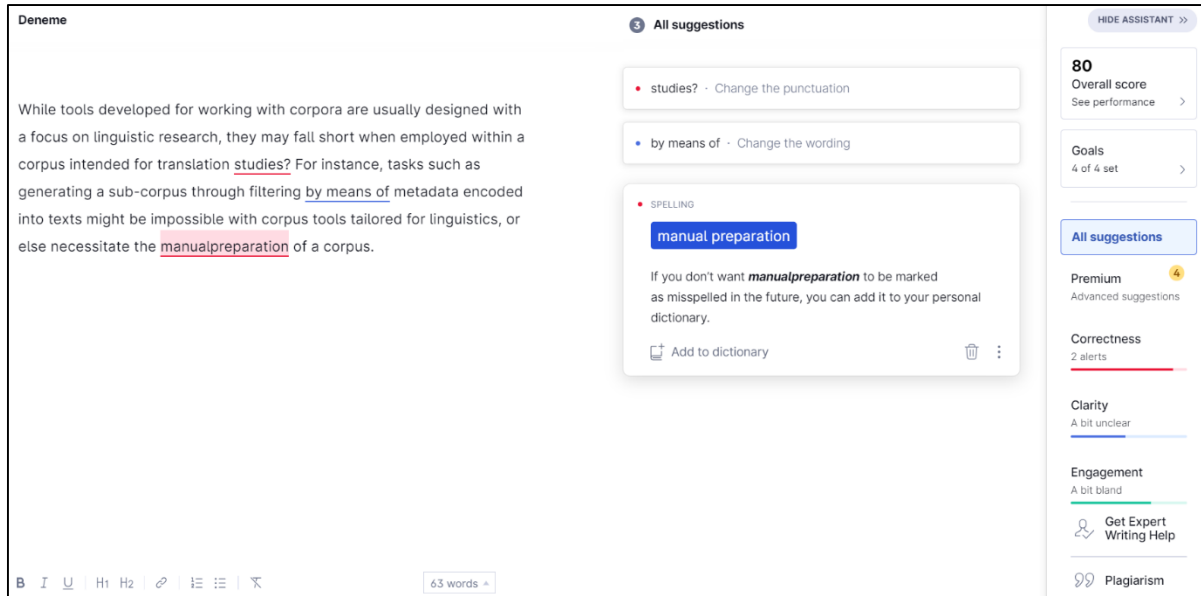 Deneme
While tools developed for working with corpora are usually designed with
a focus on linguistic research, they may fall short when employed within a
corpus intended for translation studies? For instance, tasks such as
generating a sub-corpus through filtering by means of metadata encoded
into texts might be impossible with corpus tools tailored for linguistics, or
else necessitate the manualpreparation of a corpus.
B I U H1 H2
63 words
3 All suggestions
studies? · Change the punctuation
by means of · Change the wording
SPELLING
manual preparation
If you don't want manualpreparation to be marked
as misspelled in the future, you can add it to your personal
dictionary.
Add to dictionary
HIDE ASSISTANT
80
Overall score
See performance
Goals
4 of 4 set
All suggestions
Premium 4
Advanced suggestions
Correctness
2 alerts
Clarity
A bit unclear
Engagement
A bit bland
Get Expert
Writing Help
Plagiarism